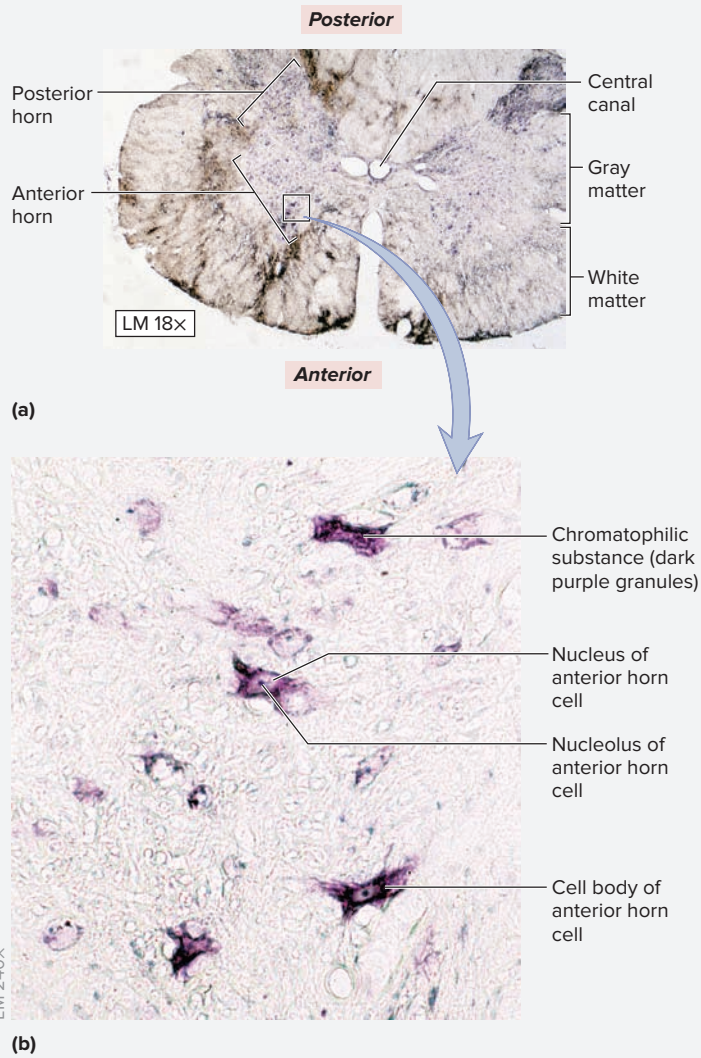 Posterior
Posterior
horn
Anterior
horn
Central
canal
Gray
matter
White
matter
LM 18×
Anterior
(a)
Chromatophilic
substance (dark
purple granules)
Nucleus of
anterior horn
cell
Nucleolus of
anterior horn
cell
Cell body of
anterior horn
cell
(b)